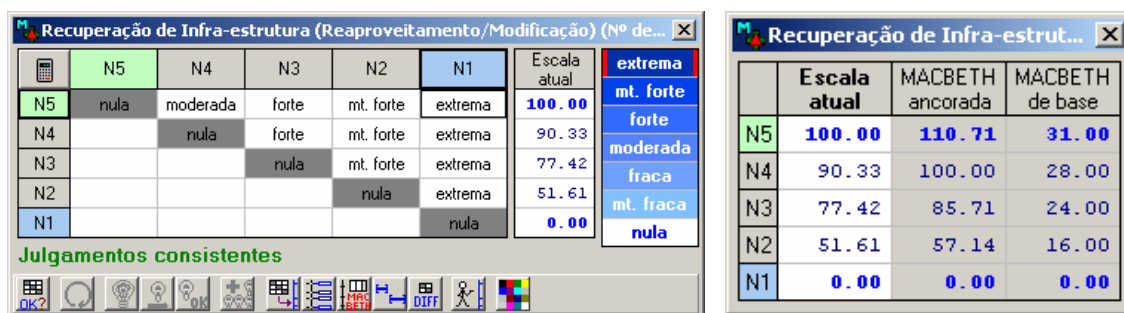 Recuperação de Infra-estrutura (Reaproveitamento/Modificação) (Nº de...
N5 N4 N3 N2 N1 Escala atual
N5 nula moderada forte mt. forte extrema 100.00
N4 nula forte mt. forte extrema 90.33
N3 nula mt. forte extrema 77.42
N2 nula extrema 51.61
N1 nula 0.00
extrema
mt. forte
forte
moderada
fraca
mt. fraca
nula
Julgamentos consistentes
OK? OK MAC BETH DIFF
Recuperação de Infra-estrut...
Escala atual MACBETH ancorada MACBETH de base
N5 100.00 110.71 31.00
N4 90.33 100.00 28.00
N3 77.42 85.71 24.00
N2 51.61 57.14 16.00
N1 0.00 0.00 0.00